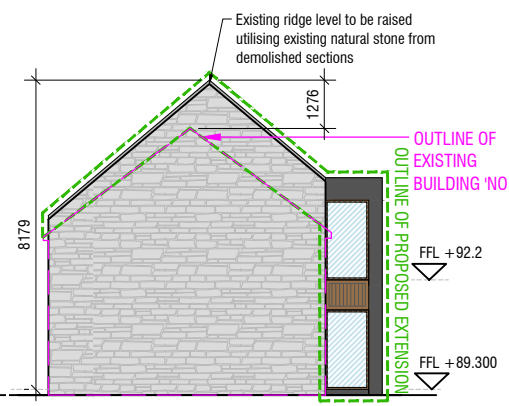 Existing ridge level to be raised
utilising existing natural stone from
demolished sections
1276
OUTLINE OF
EXISTING
BUILDING 'NO
OUTLINE OF PROPOSED EXTENSION
8179
FFL +92.2
FFL +89.300